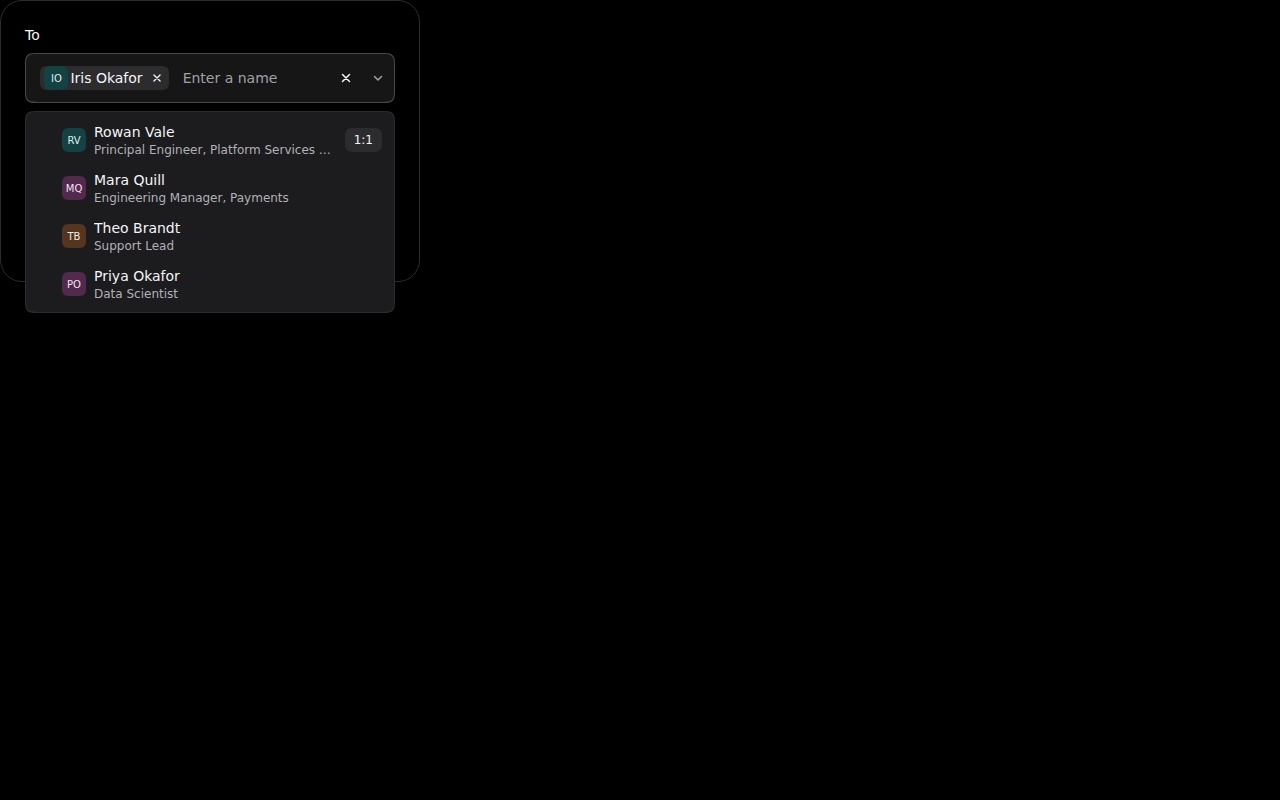 To
IO Iris Okafor Enter a name
RV Rowan Vale 1:1
Principal Engineer, Platform Services ...
MQ Mara Quill
Engineering Manager, Payments
TB Theo Brandt
Support Lead
PO Priya Okafor
Data Scientist